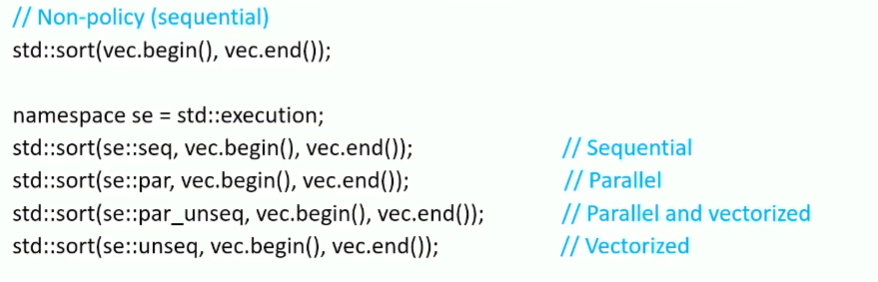 // Non-policy (sequential)
std::sort(vec.begin(), vec.end());
namespace se = std::execution;
std::sort(se::seq, vec.begin(), vec.end()); // Sequential
std::sort(se::par, vec.begin(), vec.end()); // Parallel
std::sort(se::par_unseq, vec.begin(), vec.end()); // Parallel and vectorized
std::sort(se::unseq, vec.begin(), vec.end()); // Vectorized